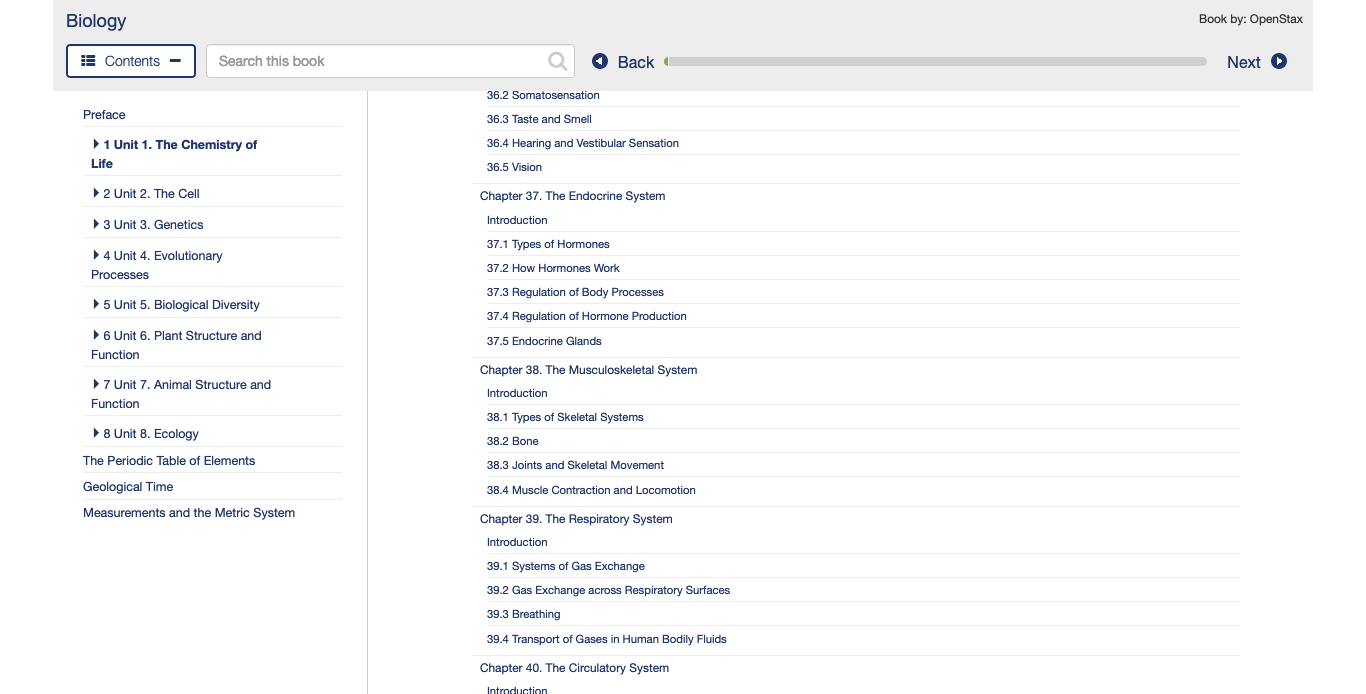 Biology
Book by: OpenStax
Contents
Search this book
Back
Next
Preface
1 Unit 1. The Chemistry of
Life
2 Unit 2. The Cell
3 Unit 3. Genetics
4 Unit 4. Evolutionary
Processes
5 Unit 5. Biological Diversity
6 Unit 6. Plant Structure and
Function
7 Unit 7. Animal Structure and
Function
8 Unit 8. Ecology
The Periodic Table of Elements
Geological Time
Measurements and the Metric System
36.2 Somatosensation
36.3 Taste and Smell
36.4 Hearing and Vestibular Sensation
36.5 Vision
Chapter 37. The Endocrine System
Introduction
37.1 Types of Hormones
37.2 How Hormones Work
37.3 Regulation of Body Processes
37.4 Regulation of Hormone Production
37.5 Endocrine Glands
Chapter 38. The Musculoskeletal System
Introduction
38.1 Types of Skeletal Systems
38.2 Bone
38.3 Joints and Skeletal Movement
38.4 Muscle Contraction and Locomotion
Chapter 39. The Respiratory System
Introduction
39.1 Systems of Gas Exchange
39.2 Gas Exchange across Respiratory Surfaces
39.3 Breathing
39.4 Transport of Gases in Human Bodily Fluids
Chapter 40. The Circulatory System
Introduction